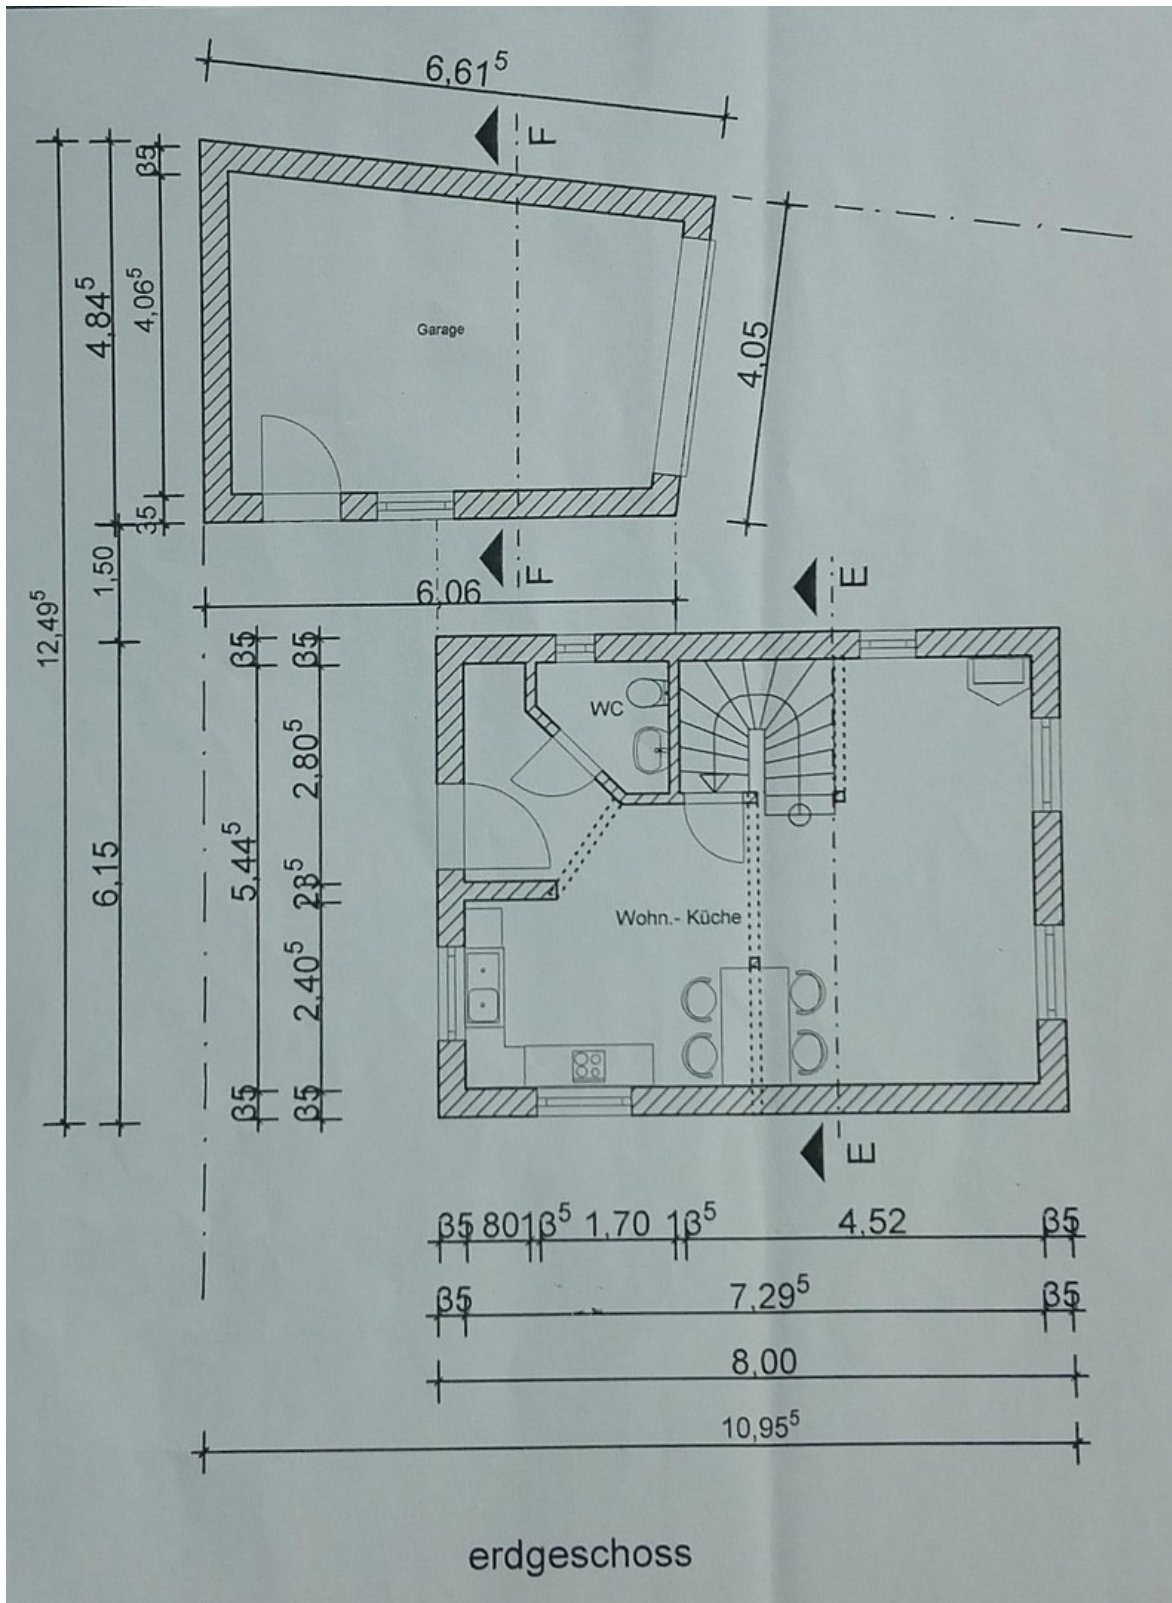 6,61⁵
F
35
4,84⁵
4,06⁵
Garage
4,05
35
1,50
F
E
6,06
12,49⁵
35
35
WC
2,80⁵
6,15
5,44⁵
23⁵
Wohn.- Küche
2,40⁵
35
35
E
35 80 13⁵ 1,70 13⁵ 4,52 35
35 7,29⁵ 35
8,00
10,95⁵
erdgeschoss